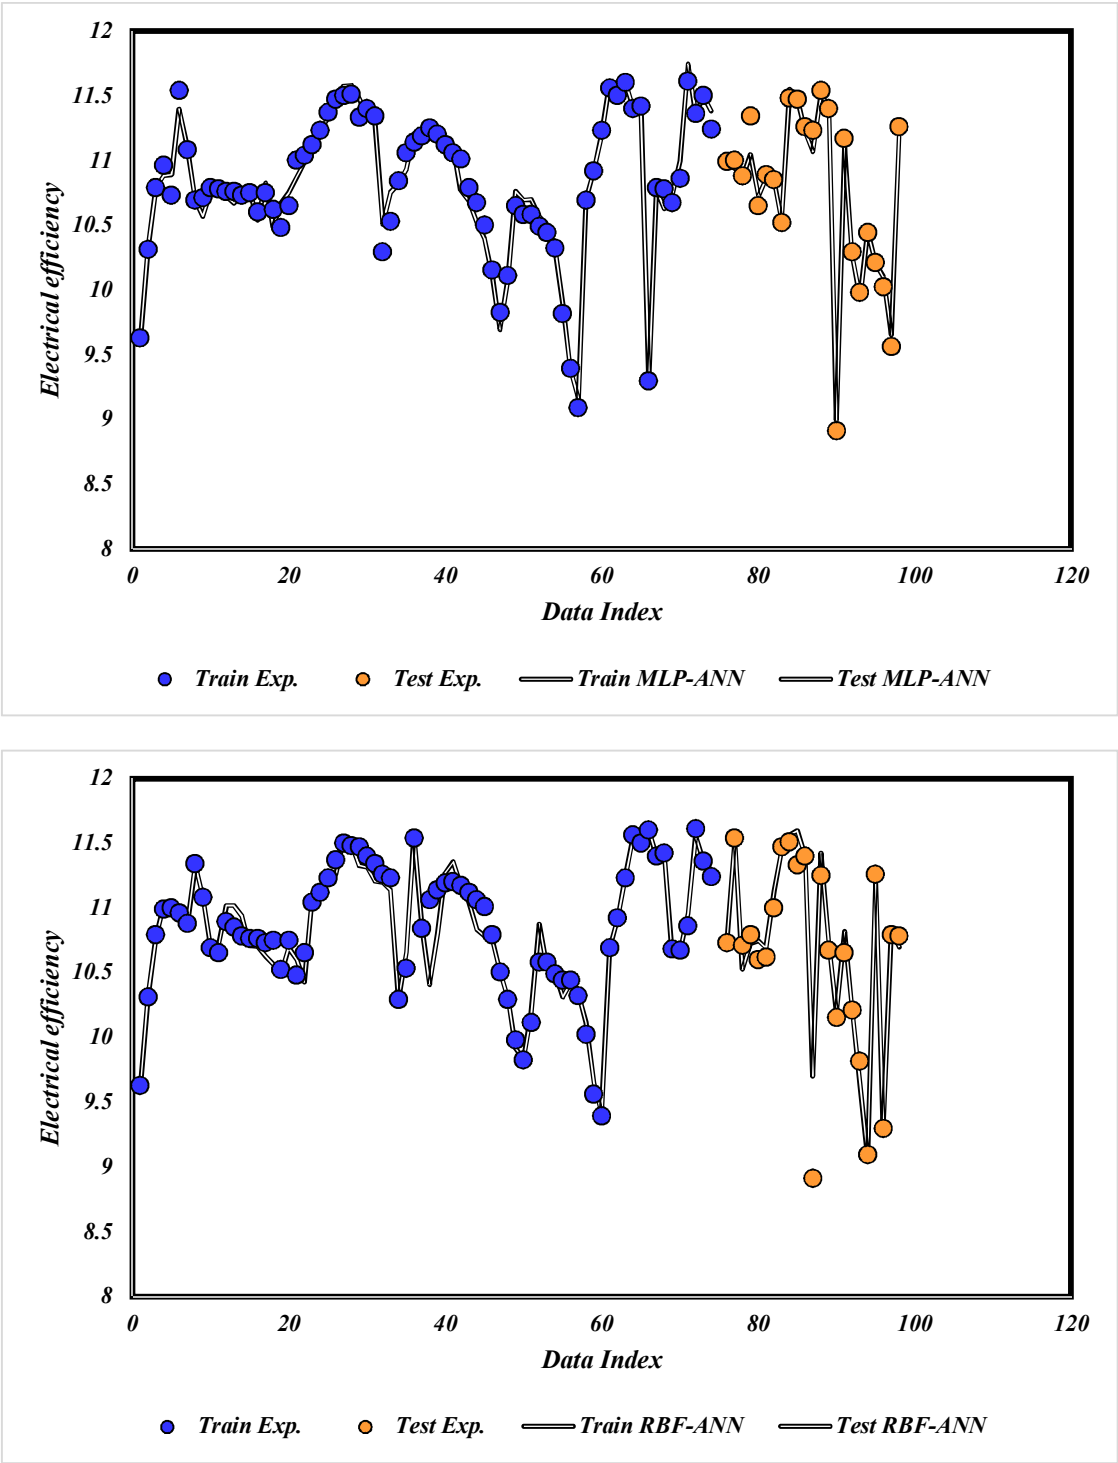 12
11.5
11
10.5
10
9.5
9
8.5
8
Electrical efficiency
0 20 40 60 80 100 120
Data Index
Train Exp. Test Exp. Train MLP-ANN Test MLP-ANN
12
11.5
11
10.5
10
9.5
9
8.5
8
Electrical efficiency
0 20 40 60 80 100 120
Data Index
Train Exp. Test Exp. Train RBF-ANN Test RBF-ANN